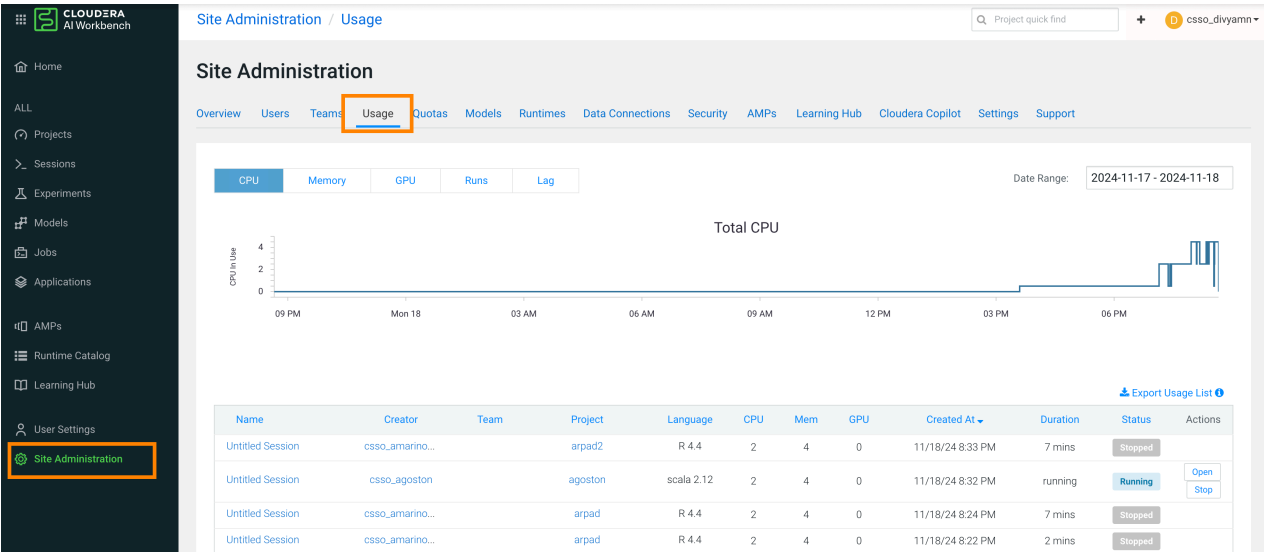 CLOUDERA
AI Workbench
Site Administration / Usage
Project quick find
+
D
csso_divyamn
Home
ALL
Projects
Sessions
Experiments
Models
Jobs
Applications
AMPs
Runtime Catalog
Learning Hub
User Settings
Site Administration
Site Administration
Overview Users Teams Usage Quotas Models Runtimes Data Connections Security AMPs Learning Hub Cloudera Copilot Settings Support
CPU Memory GPU Runs Lag
Date Range: 2024-11-17 - 2024-11-18
Total CPU
CPU In Use
4
2
0
09 PM Mon 18 03 AM 06 AM 09 AM 12 PM 03 PM 06 PM
Export Usage List
Name Creator Team Project Language CPU Mem GPU Created At Duration Status Actions
Untitled Session csso_amarino... arpad2 R 4.4 2 4 0 11/18/24 8:33 PM 7 mins Stopped
Untitled Session csso_agoston agoston scala 2.12 2 4 0 11/18/24 8:32 PM running Running Open
Stop
Untitled Session csso_amarino... arpad R 4.4 2 4 0 11/18/24 8:24 PM 7 mins Stopped
Untitled Session csso_amarino... arpad R 4.4 2 4 0 11/18/24 8:22 PM 2 mins Stopped